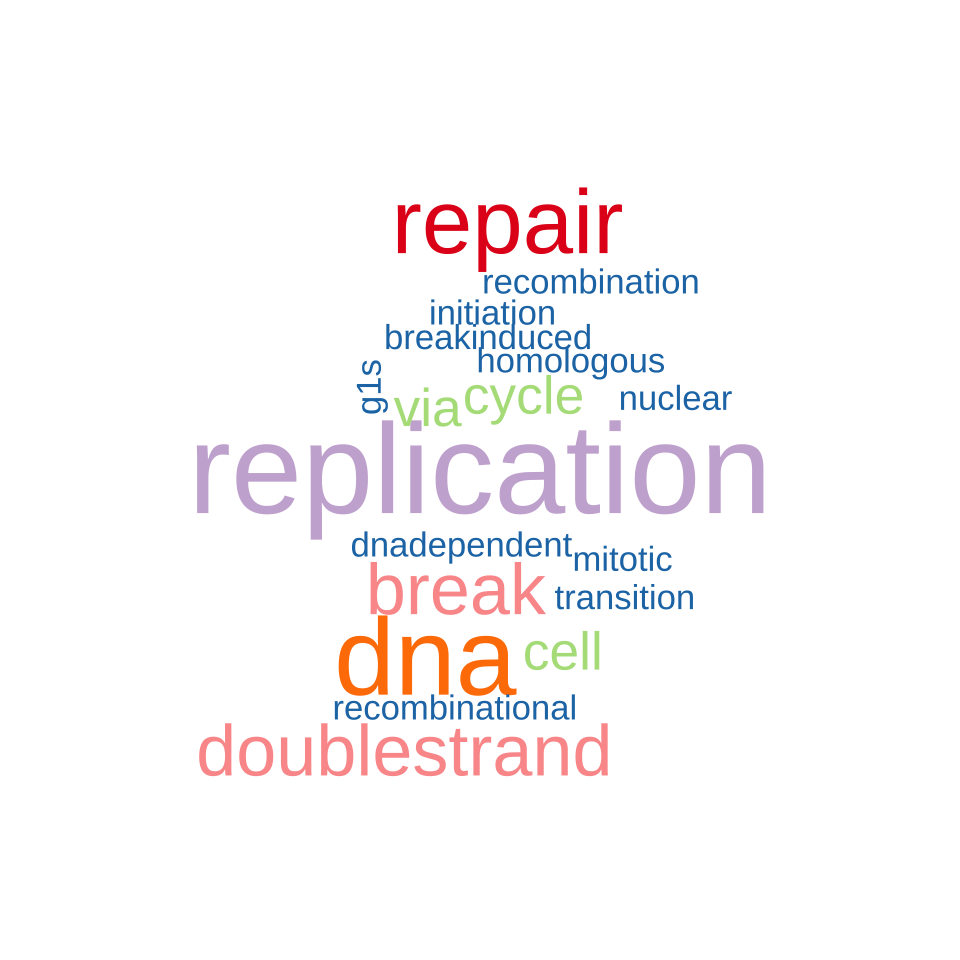 repair
recombination
initiation
breakinduced
homologous
g1s
via
cycle
nuclear
replication
dnadependent
mitotic
break
transition
dna
cell
recombinational
doublestrand